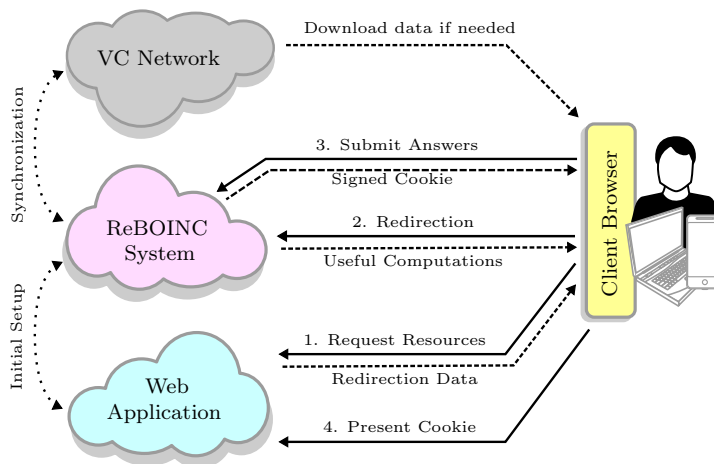 Download data if needed
VC Network
Synchronization
3. Submit Answers
Signed Cookie
ReBOINC
System
2. Redirection
Useful Computations
Client Browser
Initial Setup
1. Request Resources
Redirection Data
Web
Application
4. Present Cookie